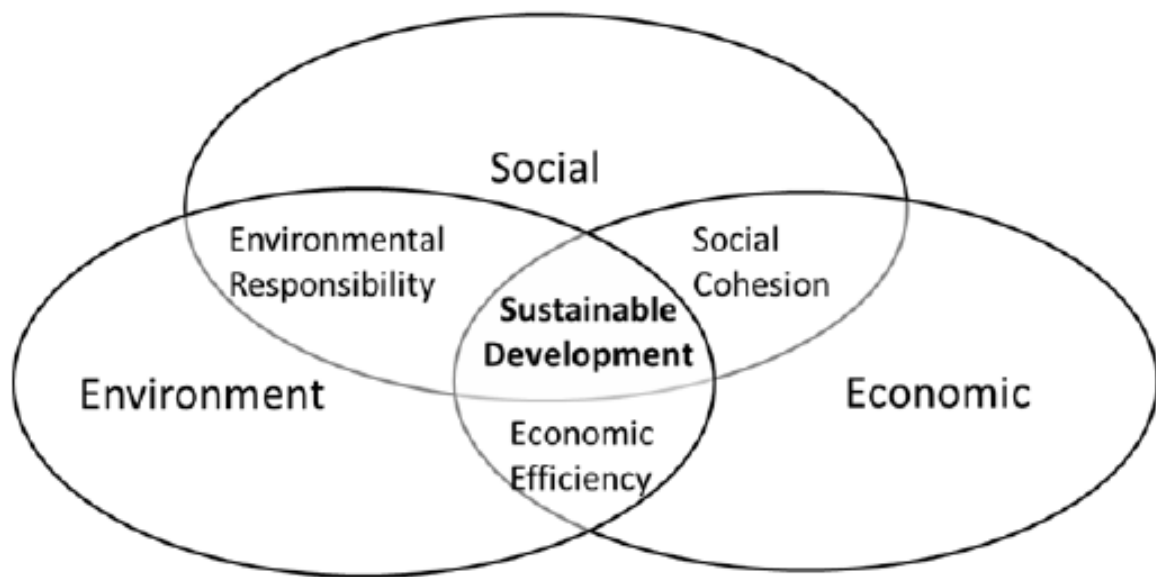 Social
Environmental
Responsibility
Social
Cohesion
Sustainable
Development
Environment
Economic
Economic
Efficiency